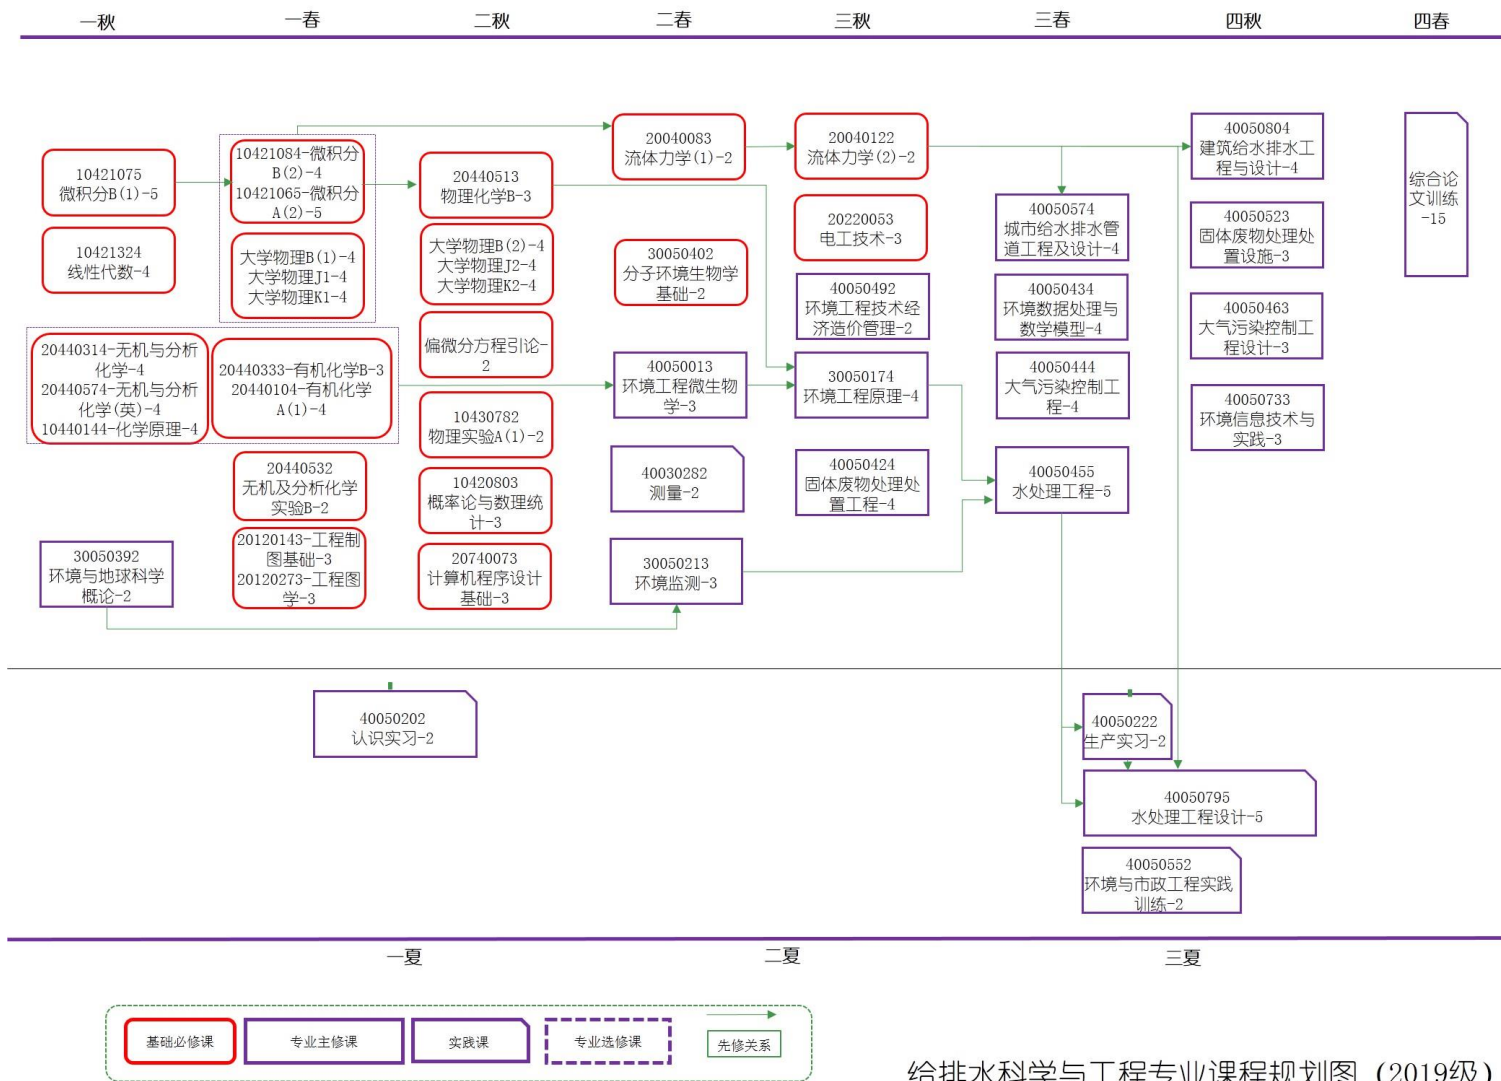 一秋
一春
二秋
二春
三秋
三春
四秋
四春
10421075
微积分B(1)-5
10421324
线性代数-4
20440314-无机与分析
化学-4
20440574-无机与分析
化学(英)-4
10440144-化学原理-4
30050392
环境与地球科学
概论-2
10421084-微积分
B(2)-4
10421065-微积分
A(2)-5
大学物理B(1)-4
大学物理J1-4
大学物理K1-4
20440333-有机化学B-3
20440104-有机化学
A(1)-4
20440532
无机及分析化学
实验B-2
20120143-工程制
图基础-3
20120273-工程图
学-3
20440513
物理化学B-3
大学物理B(2)-4
大学物理J2-4
大学物理K2-4
偏微分方程引论-
2
10430782
物理实验A(1)-2
10420803
概率论与数理统
计-3
20740073
计算机程序设计
基础-3
20040083
流体力学(1)-2
30050402
分子环境生物学
基础-2
40050013
环境工程微生物
学-3
40030282
测量-2
30050213
环境监测-3
20040122
流体力学(2)-2
20220053
电工技术-3
40050492
环境工程技术经
济造价管理-2
30050174
环境工程原理-4
40050424
固体废物处理处
置工程-4
40050574
城市给水排水管
道工程及设计-4
40050434
环境数据处理与
数学模型-4
40050444
大气污染控制工
程-4
40050455
水处理工程-5
40050804
建筑给水排水工
程与设计-4
40050523
固体废物处理处
置设施-3
40050463
大气污染控制工
程设计-3
40050733
环境信息技术与
实践-3
综合论
文训练
-15
40050202
认识实习-2
40050222
生产实习-2
40050795
水处理工程设计-5
40050552
环境与市政工程实践
训练-2
一夏
二夏
三夏
基础必修课
专业主修课
实践课
专业选修课
先修关系
给排水科学与工程专业课程规划图（2019级）